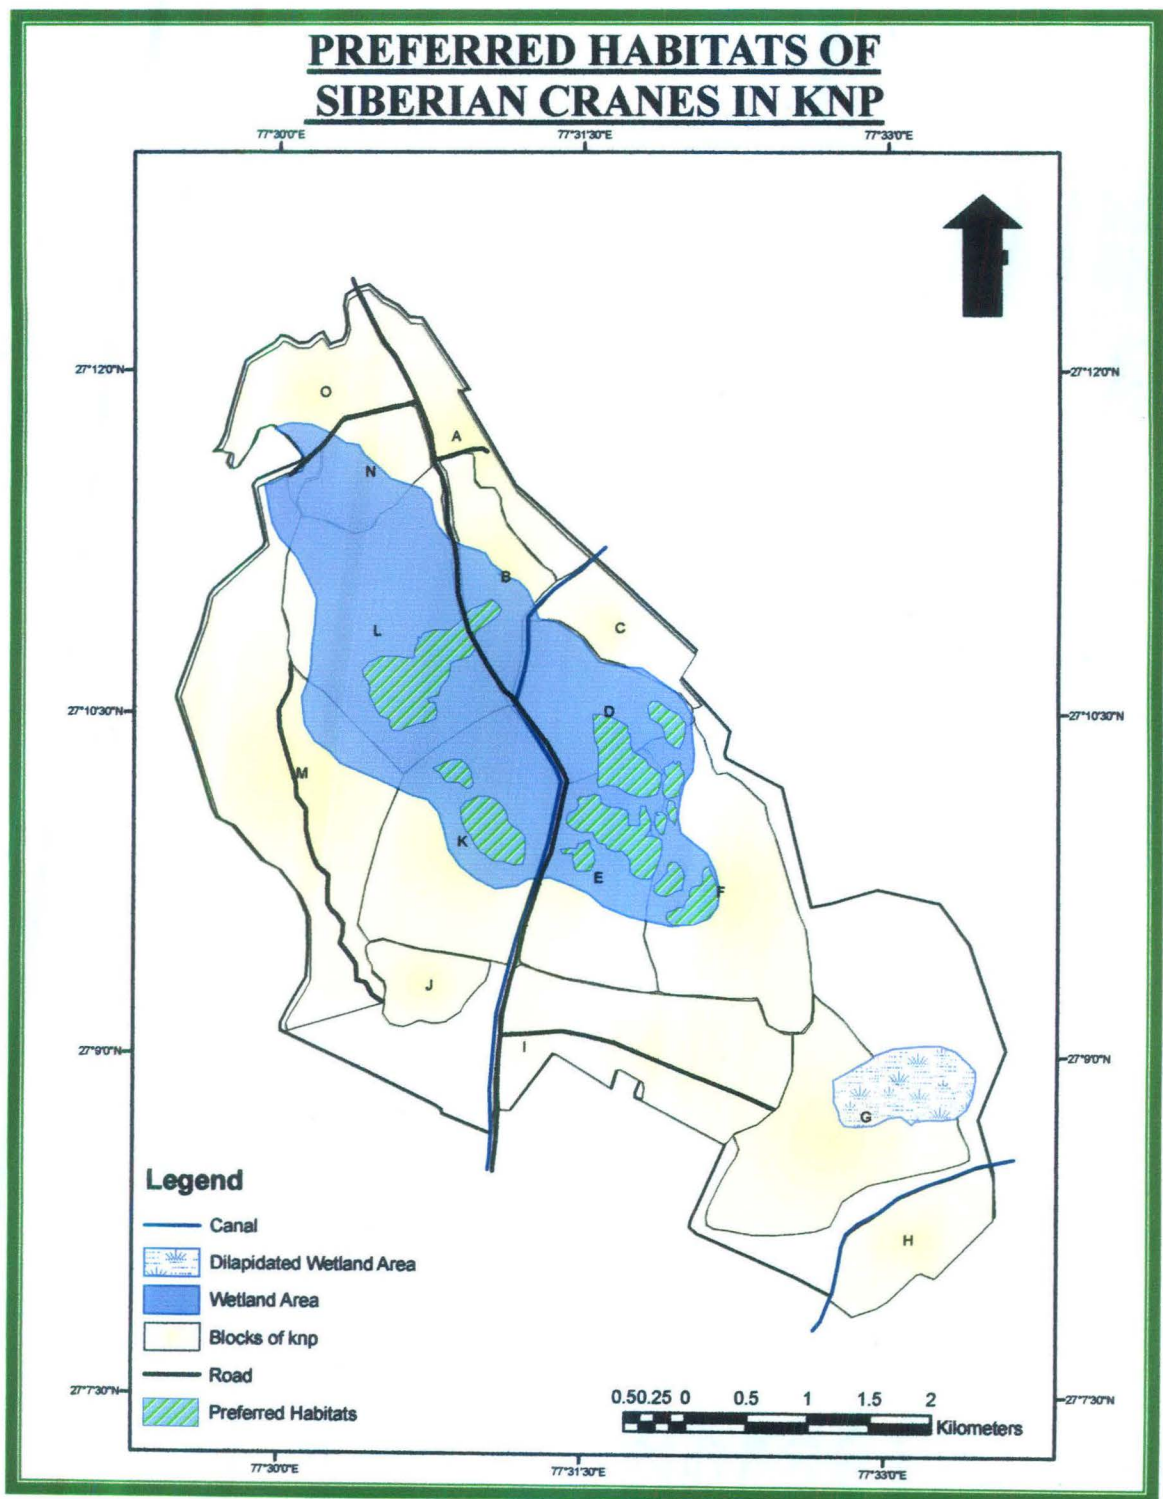 PREFERRED HABITATS OF
SIBERIAN CRANES IN KNP
77°30'0"E 77°31'30"E 77°33'0"E
27°12'0"N 27°12'0"N
O
A
N
B
C
L
D
27°10'30"N 27°10'30"N
M
K
E
F
J
I
27°9'0"N 27°9'0"N
G
H
Legend
Canal
Dilapidated Wetland Area
Wetland Area
Blocks of knp
Road
Preferred Habitats
27°7'30"N 27°7'30"N
0.5 0.25 0 0.5 1 1.5 2
Kilometers
77°30'0"E 77°31'30"E 77°33'0"E